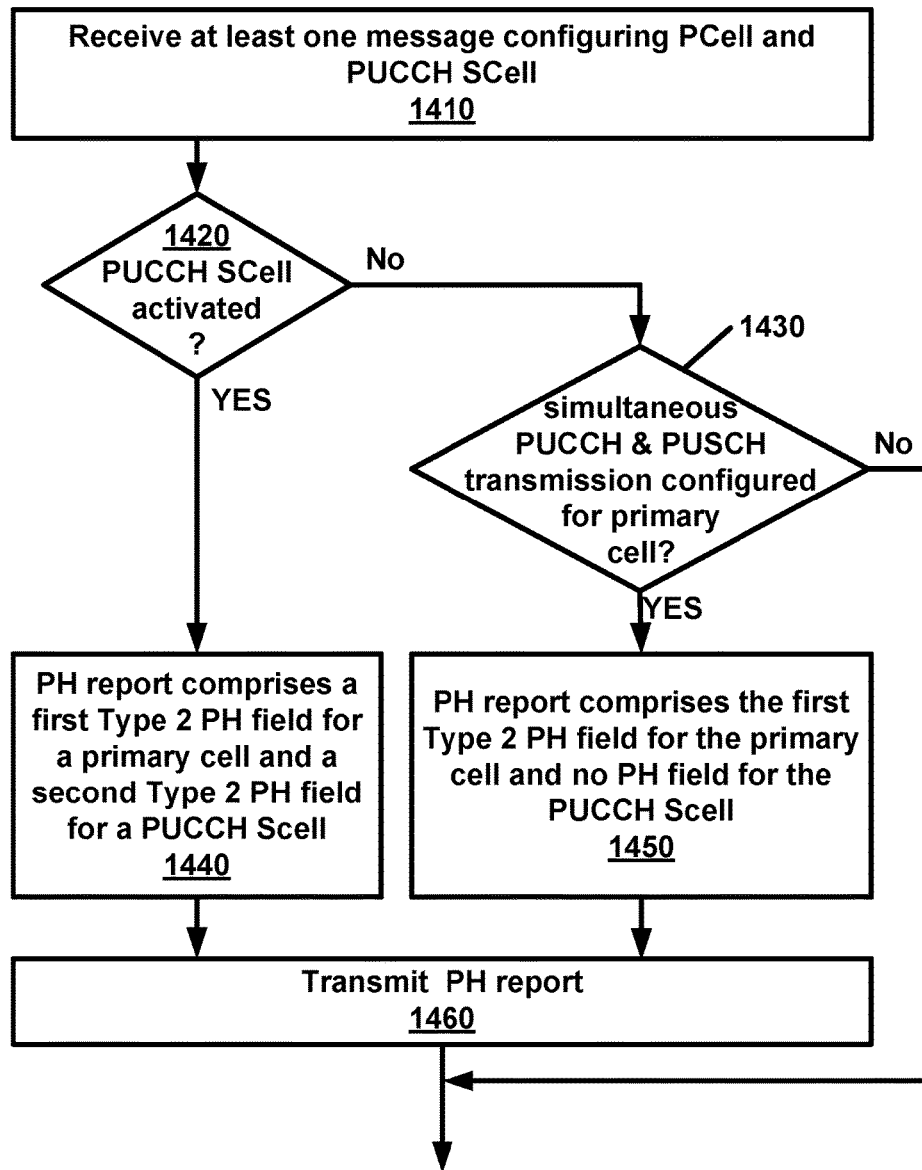 Receive at least one message configuring PCell and
PUCCH SCell
1410
1420
PUCCH SCell
activated
?
No
YES
1430
simultaneous
PUCCH & PUSCH
transmission configured
for primary
cell?
No
YES
PH report comprises a
first Type 2 PH field for
a primary cell and a
second Type 2 PH field
for a PUCCH Scell
1440
PH report comprises the first
Type 2 PH field for the primary
cell and no PH field for the
PUCCH Scell
1450
Transmit PH report
1460